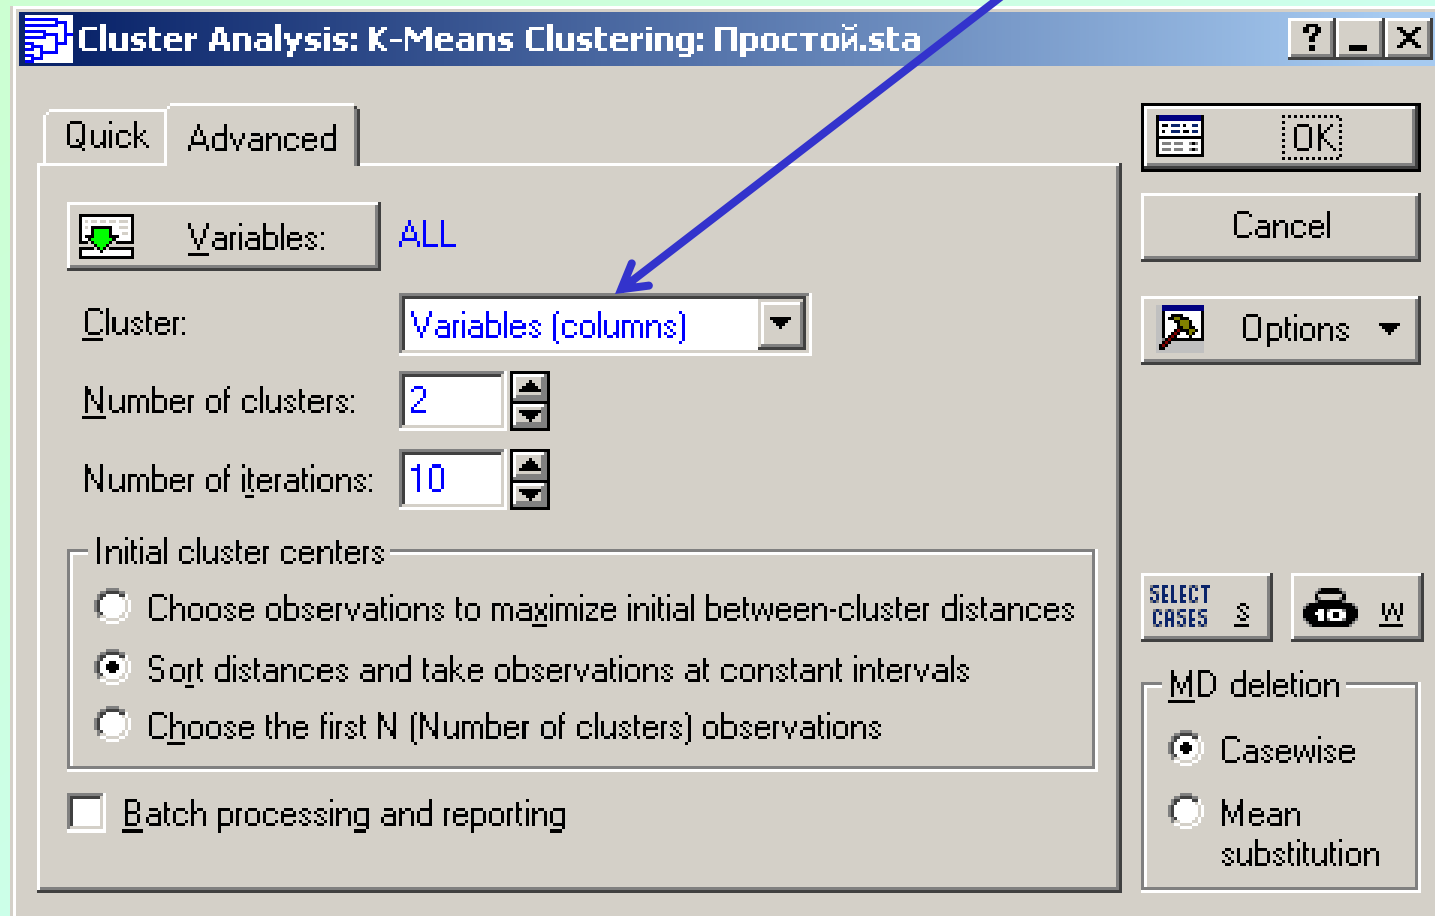 Cluster Analysis: K-Means Clustering: Простой.sta
Quick
Advanced
OK
Variables:
ALL
Cancel
Cluster:
Variables (columns)
Options
Number of clusters:
2
Number of iterations:
10
Initial cluster centers
Choose observations to maximize initial between-cluster distances
Sort distances and take observations at constant intervals
Choose the first N (Number of clusters) observations
Batch processing and reporting
SELECT
CASES
S
10
W
MD deletion
Casewise
Mean
substitution